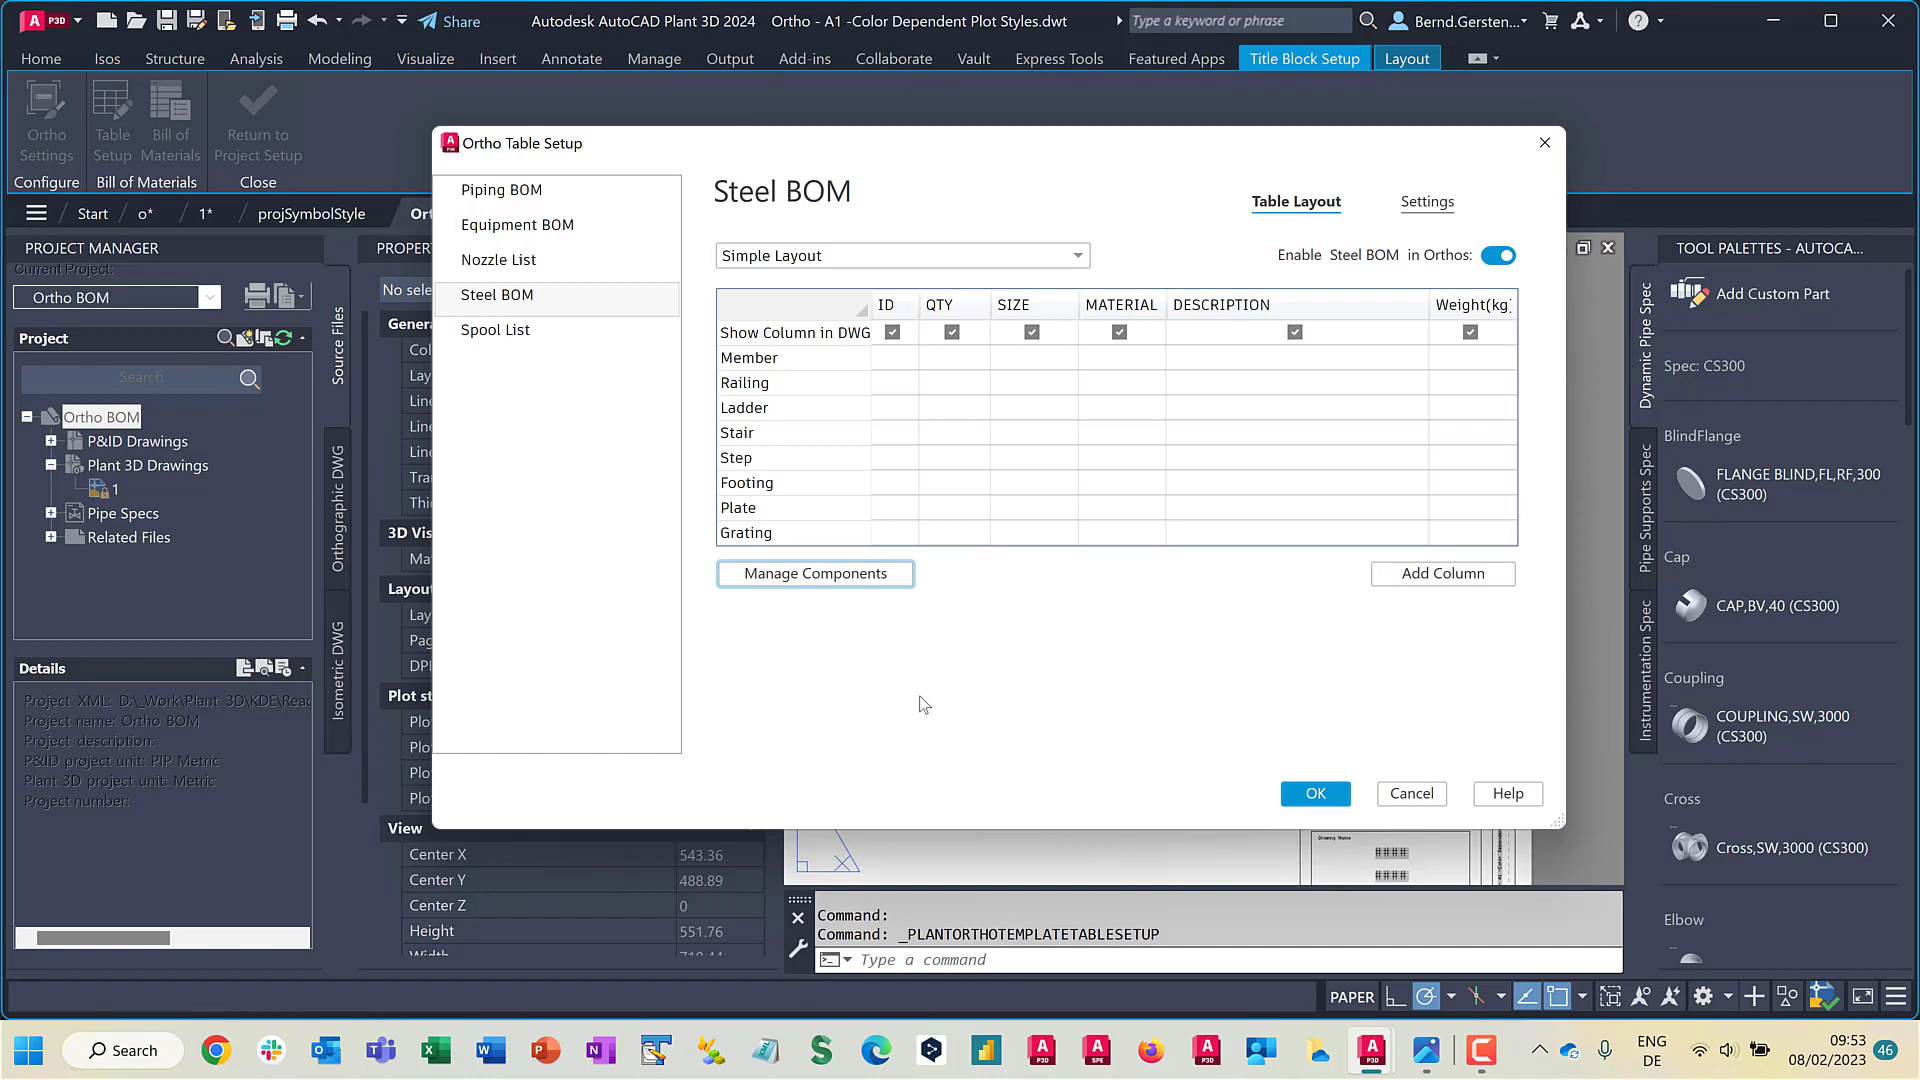 Share
Autodesk AutoCAD Plant 3D 2024
Ortho - A1 -Color Dependent Plot Styles.dwt
Type a keyword or phrase
Bernd.Gersten...
Home
Isos
Structure
Analysis
Modeling
Visualize
Insert
Annotate
Manage
Output
Add-ins
Collaborate
Vault
Express Tools
Featured Apps
Title Block Setup
Layout
Ortho
Settings
Table
Setup
Bill of
Materials
Return to
Project Setup
Configure
Bill of Materials
Close
Start
o*
1*
projSymbolStyle
PROJECT MANAGER
Current Project:
Ortho BOM
Project
Search
Ortho BOM
P&ID Drawings
Plant 3D Drawings
1
Pipe Specs
Related Files
Source Files
Orthographic DWG
Isometric DWG
Details
Project name: Ortho BOM
Project description:
P&ID project unit: PIP Metric
Plant 3D project unit: Metric
Project number:
No sele
3D Vis
Plot st
View
Center X 543.36
Center Y 488.89
Center Z 0
Height 551.76
Ortho Table Setup
Piping BOM
Equipment BOM
Nozzle List
Steel BOM
Spool List
Steel BOM
Table Layout
Settings
Simple Layout
Enable Steel BOM in Orthos:
ID QTY SIZE MATERIAL DESCRIPTION Weight(kg)
Show Column in DWG
Member
Railing
Ladder
Stair
Step
Footing
Plate
Grating
Manage Components
Add Column
OK
Cancel
Help
Drawing Name
####
####
Command:
Command: _PLANTORTHOTEMPLATETABLESETUP
Type a command
TOOL PALETTES - AUTOCA...
Dynamic Pipe Spec
Pipe Supports Spec
Instrumentation Spec
Add Custom Part
Spec: CS300
BlindFlange
FLANGE BLIND,FL,RF,300
(CS300)
Cap
CAP,BV,40 (CS300)
Coupling
COUPLING,SW,3000
(CS300)
Cross
Cross,SW,3000 (CS300)
Elbow
PAPER
Search
ENG
DE
09:53
08/02/2023
46